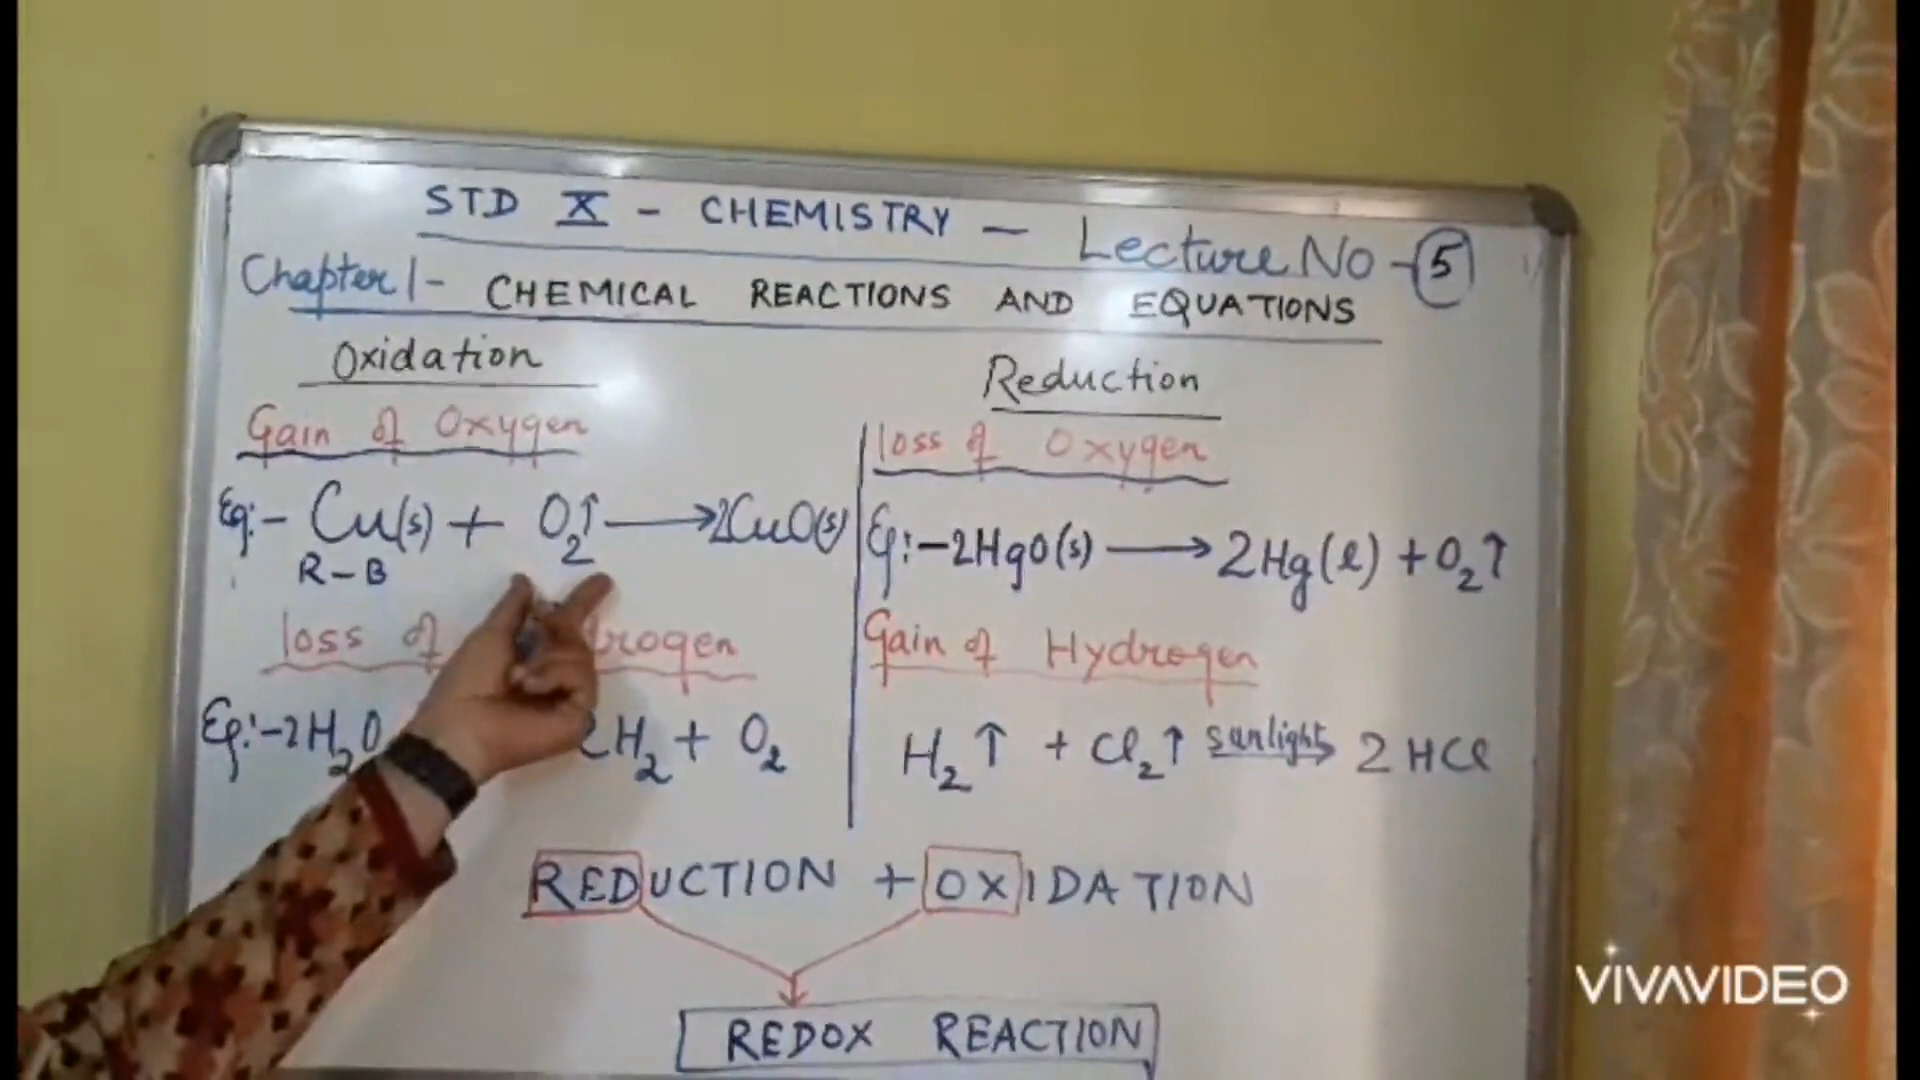 STD X - CHEMISTRY - Lecture No - 5
Chapter 1 - CHEMICAL REACTIONS AND EQUATIONS
Oxidation
Gain of Oxygen
Eg:- Cu(s) + O₂↑ → 2CuO(s)
R-B
loss of
Eg:- 2H₂O 2H₂ + O₂
Reduction
loss of Oxygen
Eg:- 2HgO(s) → 2Hg(l) + O₂↑
Gain of Hydrogen
H₂↑ + Cl₂↑ sunlight→ 2HCl
REDUCTION + OXIDATION
REDOX REACTION
VIVAVIDEO